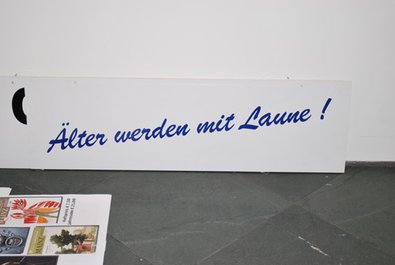 Älter werden mit Laune !